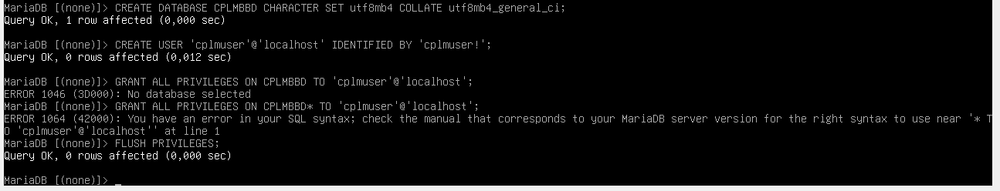 MariaDB [(none)]> CREATE DATABASE CPLMBBD CHARACTER SET utf8mb4 COLLATE utf8mb4_general_ci;
Query OK, 1 row affected (0,000 sec)
MariaDB [(none)]> CREATE USER 'cplmuser'@'localhost' IDENTIFIED BY 'cplmuser!';
Query OK, 0 rows affected (0,012 sec)
MariaDB [(none)]> GRANT ALL PRIVILEGES ON CPLMBBD TO 'cplmuser'@'localhost';
ERROR 1046 (3D000): No database selected
MariaDB [(none)]> GRANT ALL PRIVILEGES ON CPLMBBD* TO 'cplmuser'@'localhost';
ERROR 1064 (42000): You have an error in your SQL syntax; check the manual that corresponds to your MariaDB server version for the right syntax to use near '* T
O 'cplmuser'@'localhost'' at line 1
MariaDB [(none)]> FLUSH PRIVILEGES;
Query OK, 0 rows affected (0,000 sec)
MariaDB [(none)]> _